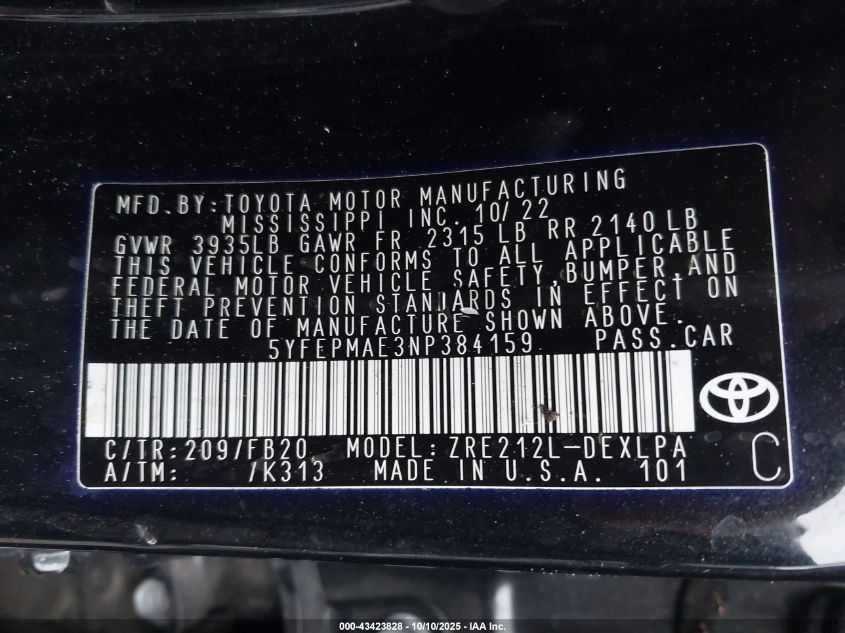 MFD. BY: TOYOTA MOTOR MANUFACTURING
MISSISSIPPI INC. 10/22
GVWR 3935LB GAWR FR 2315 LB RR 2140 LB
THIS VEHICLE CONFORMS TO ALL APPLICABLE
FEDERAL MOTOR VEHICLE SAFETY, BUMPER, AND
THEFT PREVENTION STANDARDS IN EFFECT ON
THE DATE OF MANUFACTURE SHOWN ABOVE.
5YFEPMAE3NP384159 PASS. CAR
C/TR: 209/FB20 MODEL: ZRE212L-DEXLPA
A/TM: /K313 MADE IN U.S.A. 101
C
000-43423828 - 10/10/2025 - IAA Inc.